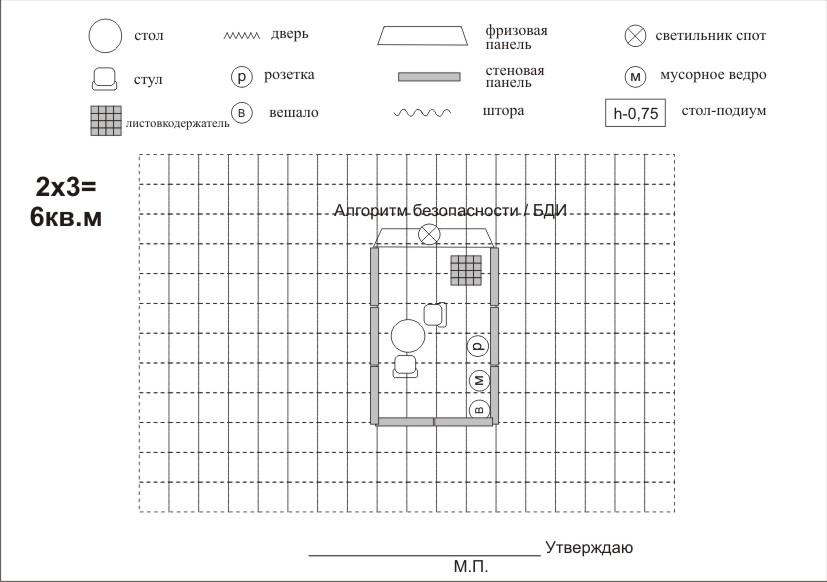 стол
дверь
фризовая
панель
светильник спот
стул
р
розетка
стеновая
панель
м
мусорное ведро
листовкодержатель
в
вешало
штора
h-0,75
стол-подиум
2х3=
6кв.м
Алгоритм безопасности / БДИ
р
м
в
Утверждаю
М.П.